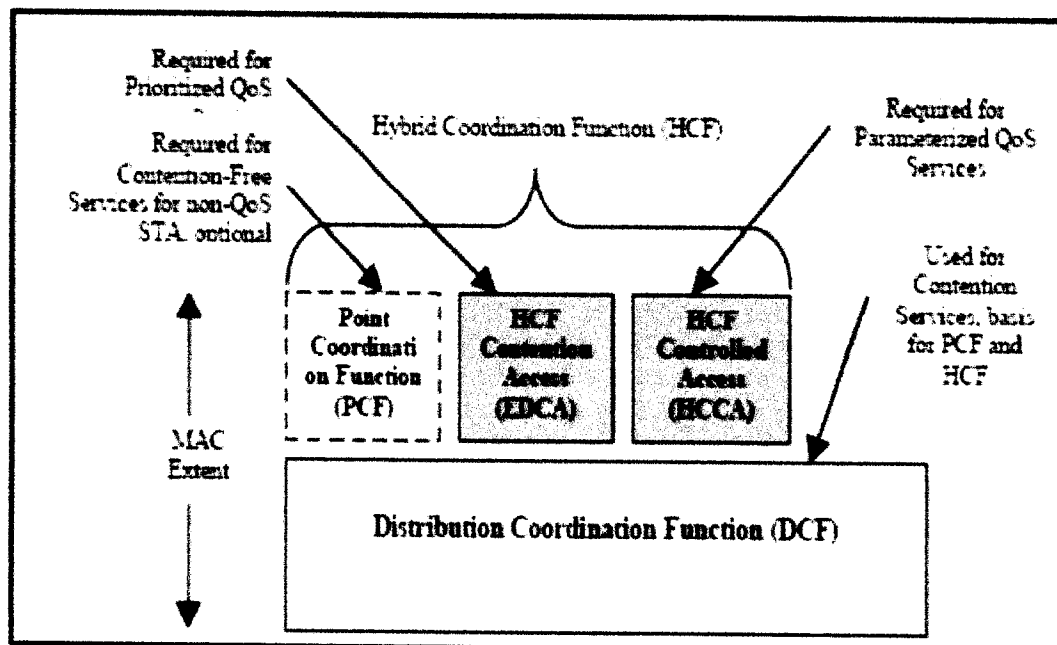 Required for
Prioritized QoS
Required for
Contention-Free
Services for non-QoS
STA, optional
Hybrid Coordination Function (HCF)
Required for
Parameterized QoS
Services
Used for
Contention
Services, basis
for PCF and
HCF
Point
Coordinati
on Function
(PCF)
HCF
Contention
Access
(EDCA)
HCF
Controlled
Access
(HCCA)
MAC
Extent
Distribution Coordination Function (DCF)